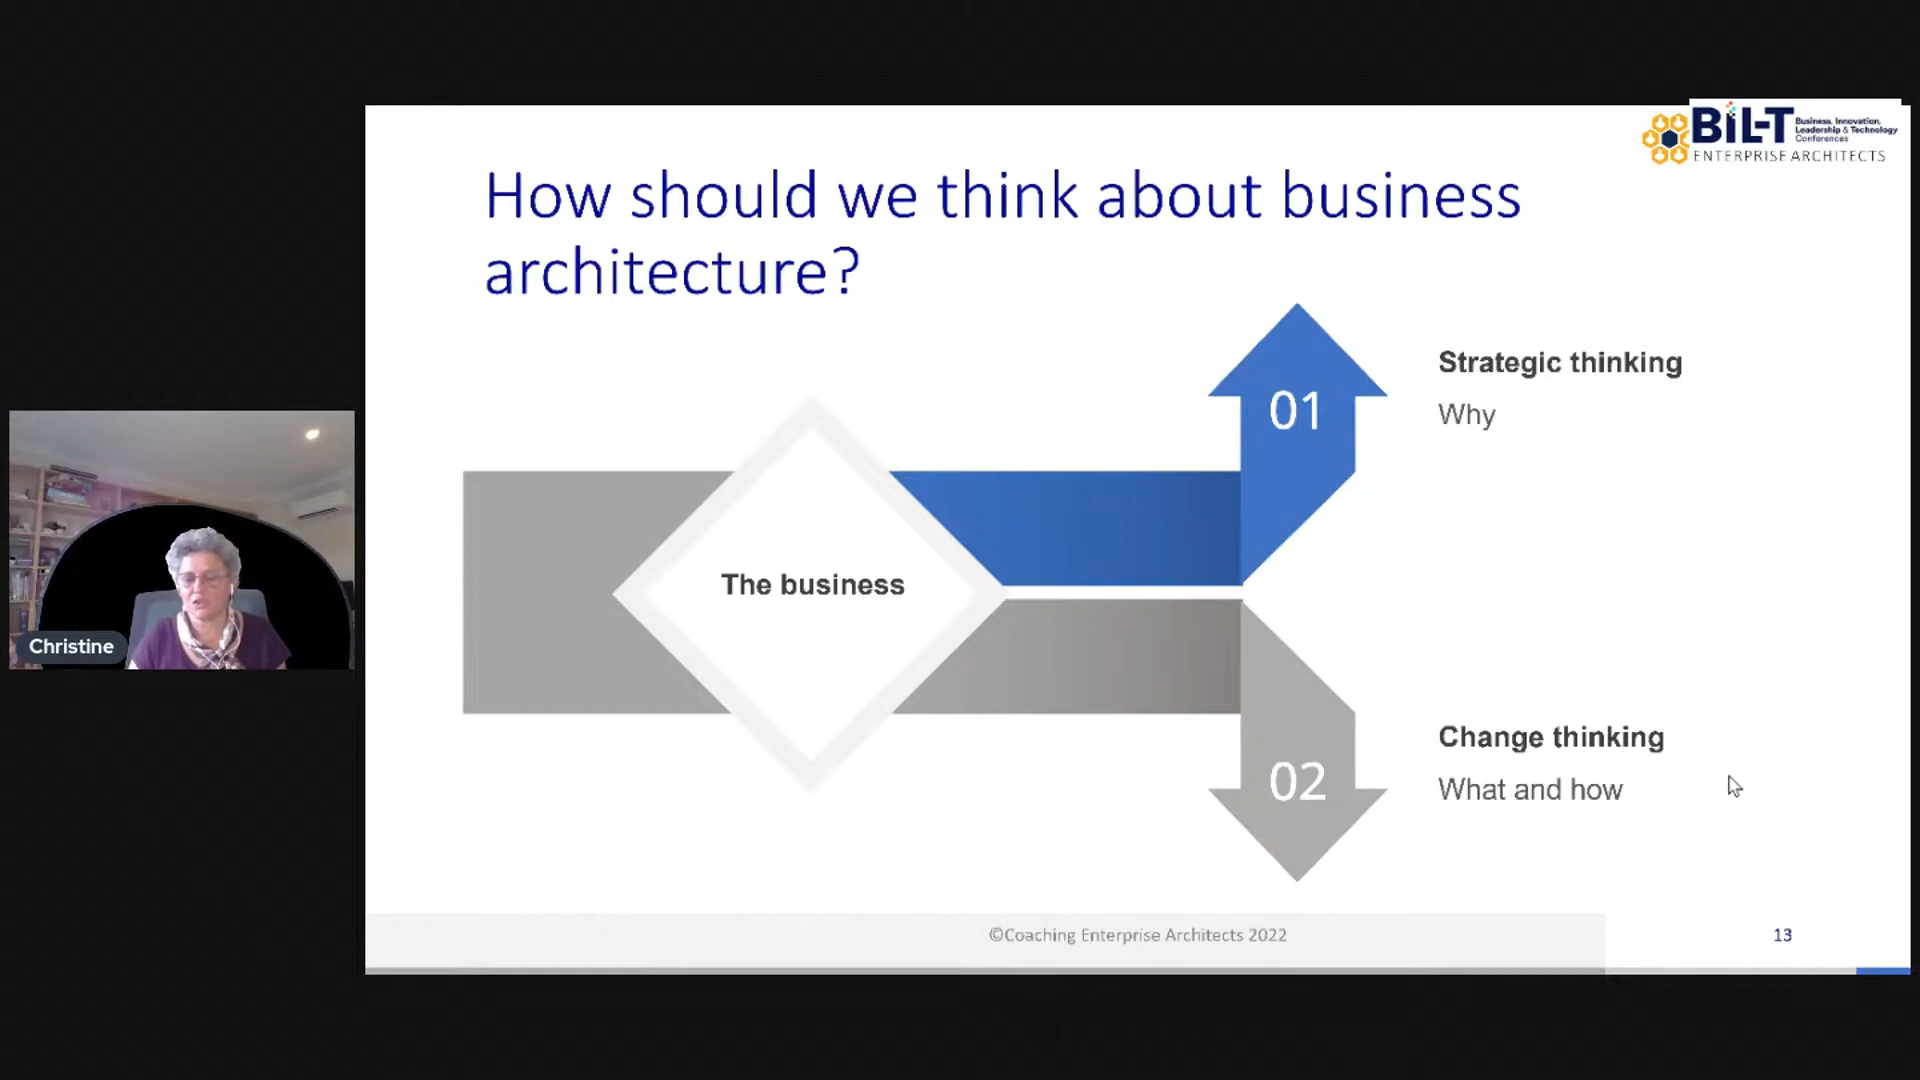 BiL-T
Business, Innovation,
Leadership & Technology
Conferences
ENTERPRISE ARCHITECTS
How should we think about business
architecture?
01
Strategic thinking
Why
The business
Christine
02
Change thinking
What and how
©Coaching Enterprise Architects 2022
13